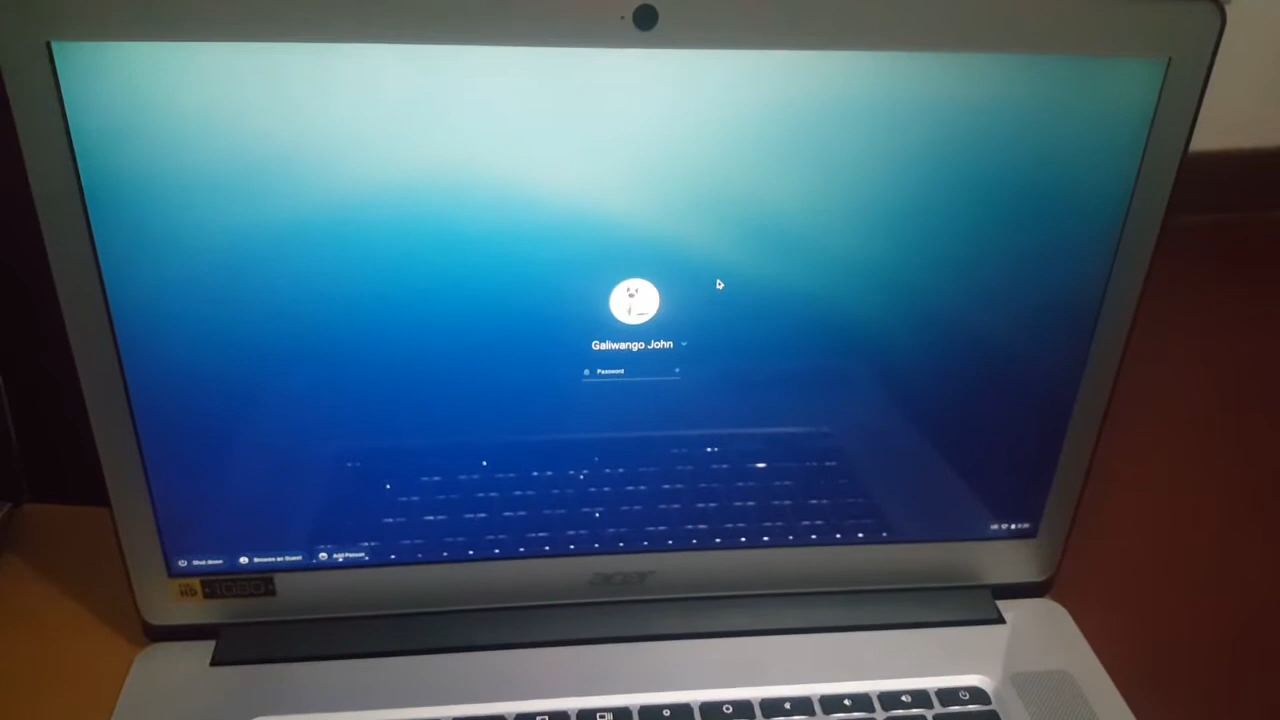 Galiwango John
Password
Shut down
Browse as Guest
Add Person
HD
1080
acer